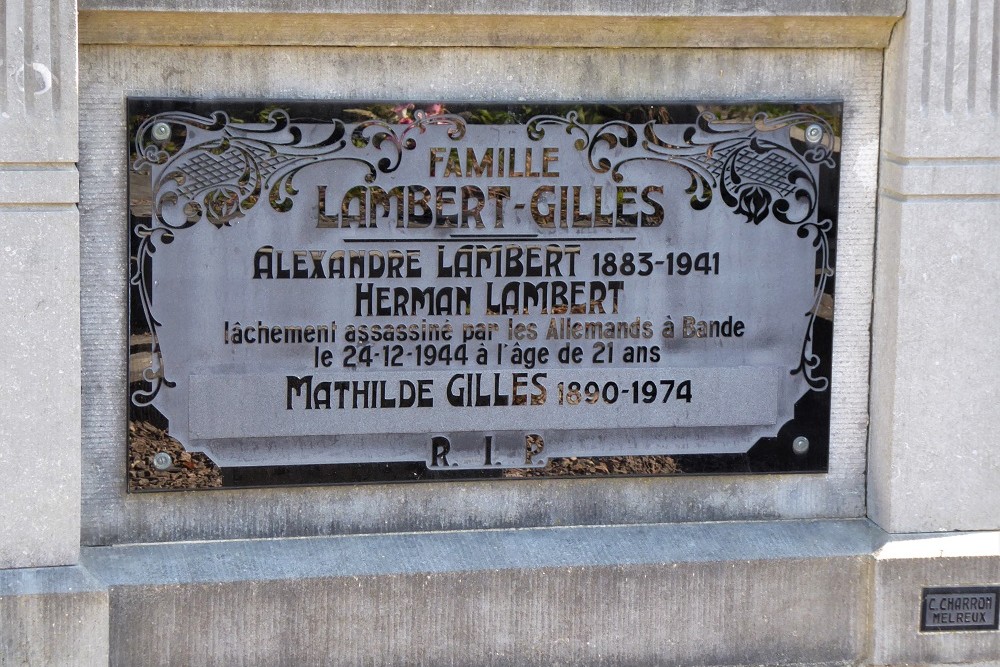 FAMILLE
LAMBERT-GILLES
ALEXANDRE LAMBERT 1883-1941
HERMAN LAMBERT
lâchement assassiné par les Allemands à Bande
le 24-12-1944 à l'âge de 21 ans
MATHILDE GILLES 1890-1974
R. I. P.
C. CHARRON
MELREUX